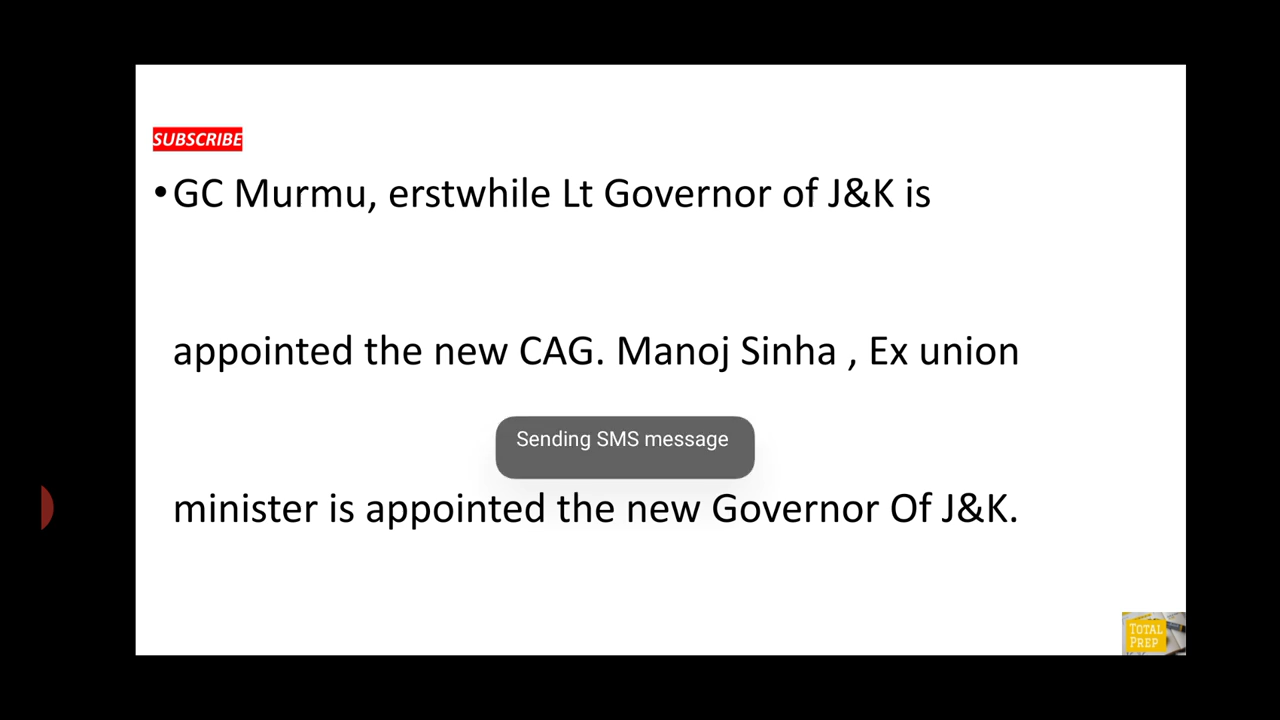 SUBSCRIBE
•GC Murmu, erstwhile Lt Governor of J&K is
appointed the new CAG. Manoj Sinha , Ex union
Sending SMS message
minister is appointed the new Governor Of J&K.
TOTAL
PREP